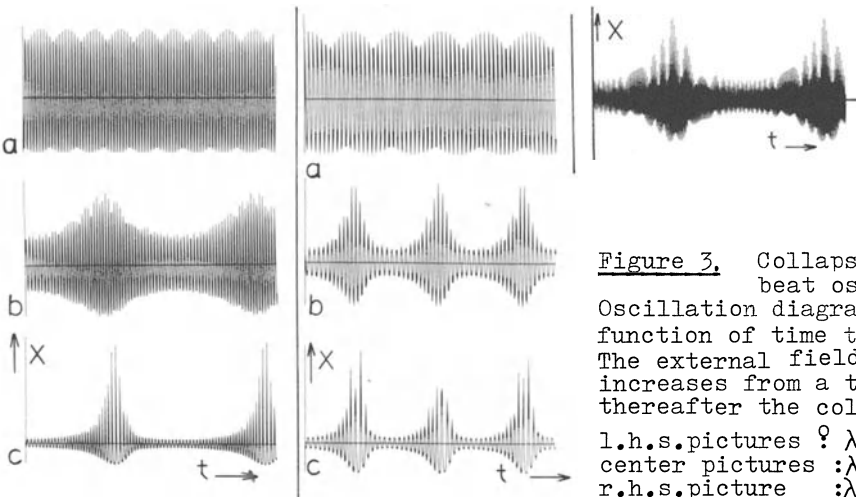 a
b
X
c
t
a
b
X
c
t
X
t
Figure 3. Collaps
beat os
Oscillation diagra
function of time t
The external field
increases from a t
thereafter the col
l.h.s.pictures : λ
center pictures :λ
r.h.s.picture :λ